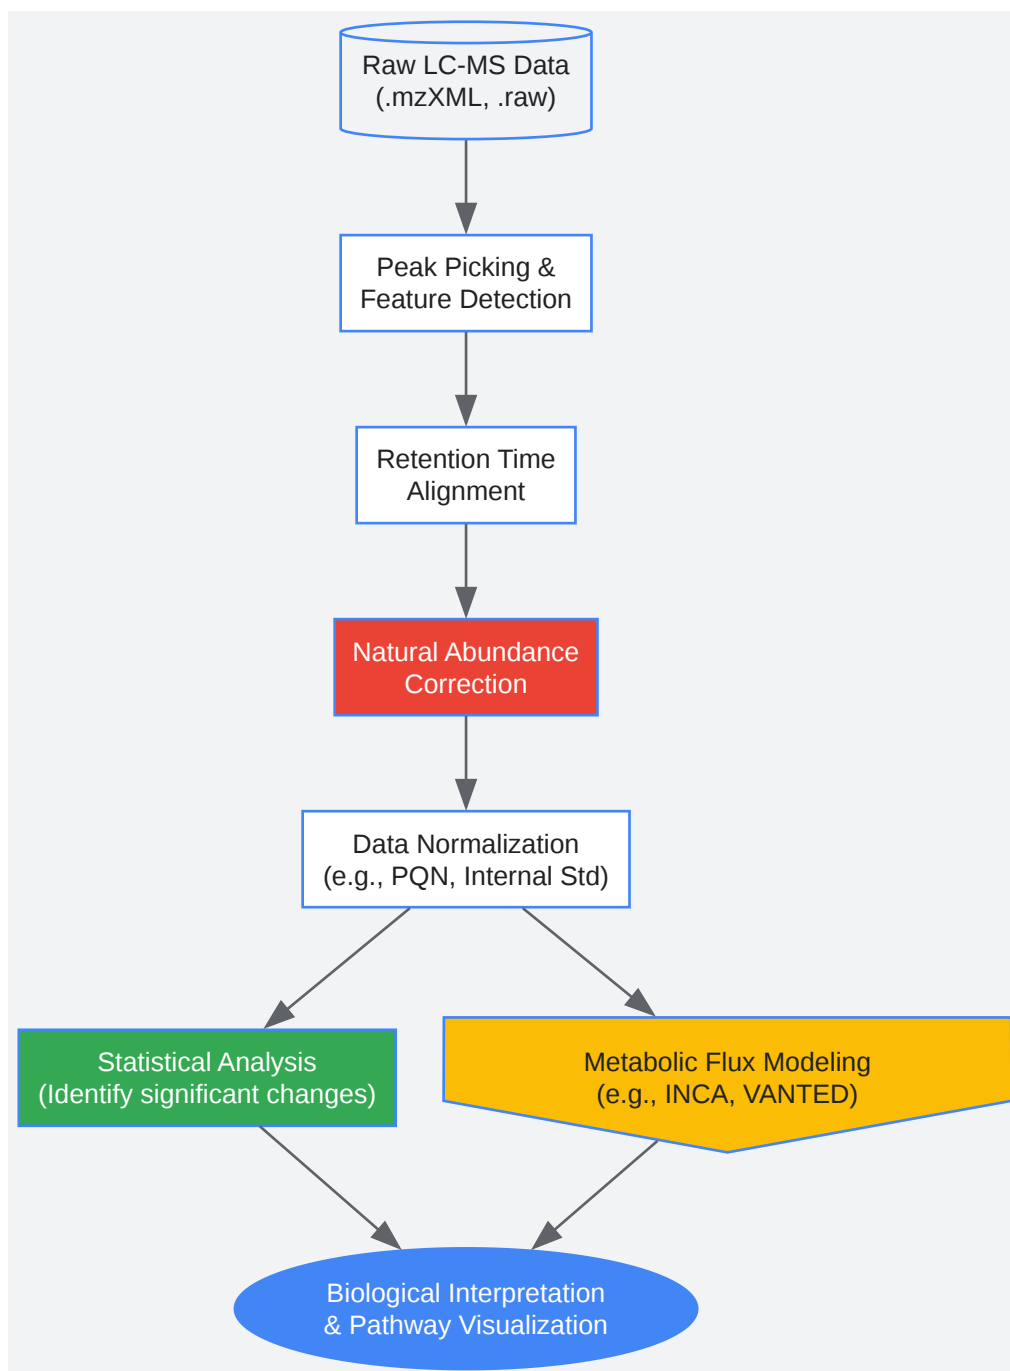 Raw LC-MS Data
(.mzXML, .raw)
Peak Picking &
Feature Detection
Retention Time
Alignment
Natural Abundance
Correction
Data Normalization
(e.g., PQN, Internal Std)
Statistical Analysis
(Identify significant changes)
Metabolic Flux Modeling
(e.g., INCA, VANTED)
Biological Interpretation
& Pathway Visualization